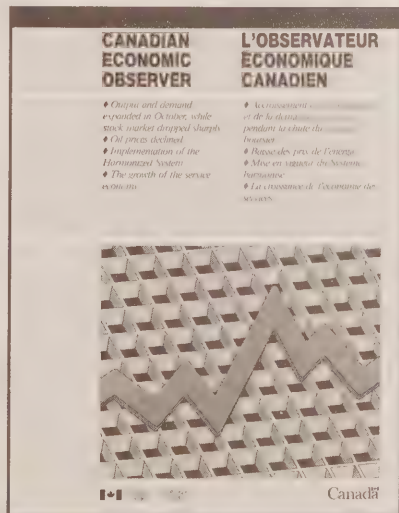 CANADIAN
ECONOMIC
OBSERVER
♦ Output and demand
expanded in October, while
stock market dropped sharply
♦ Oil prices declined
♦ Implementation of the
Harmonized System
♦ The growth of the service
economy
L'OBSERVATEUR
ÉCONOMIQUE
CANADIEN
♦ Accroissement
et de la
pendant la chute du
boursier
♦ Baisse des prix de l'énergie
♦ Mise en vigueur du Système
harmonisé
♦ La croissance de l'économie des
services
Canada